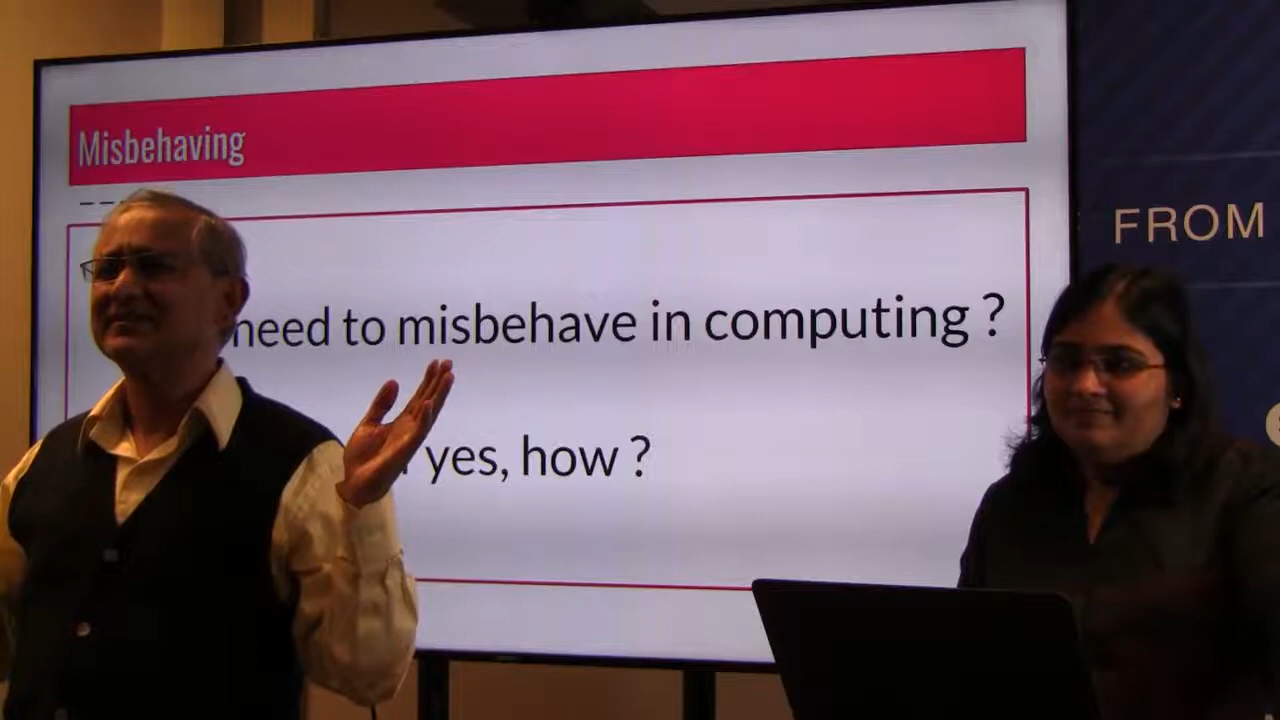 Misbehaving
need to misbehave in computing ?
yes, how ?
FROM